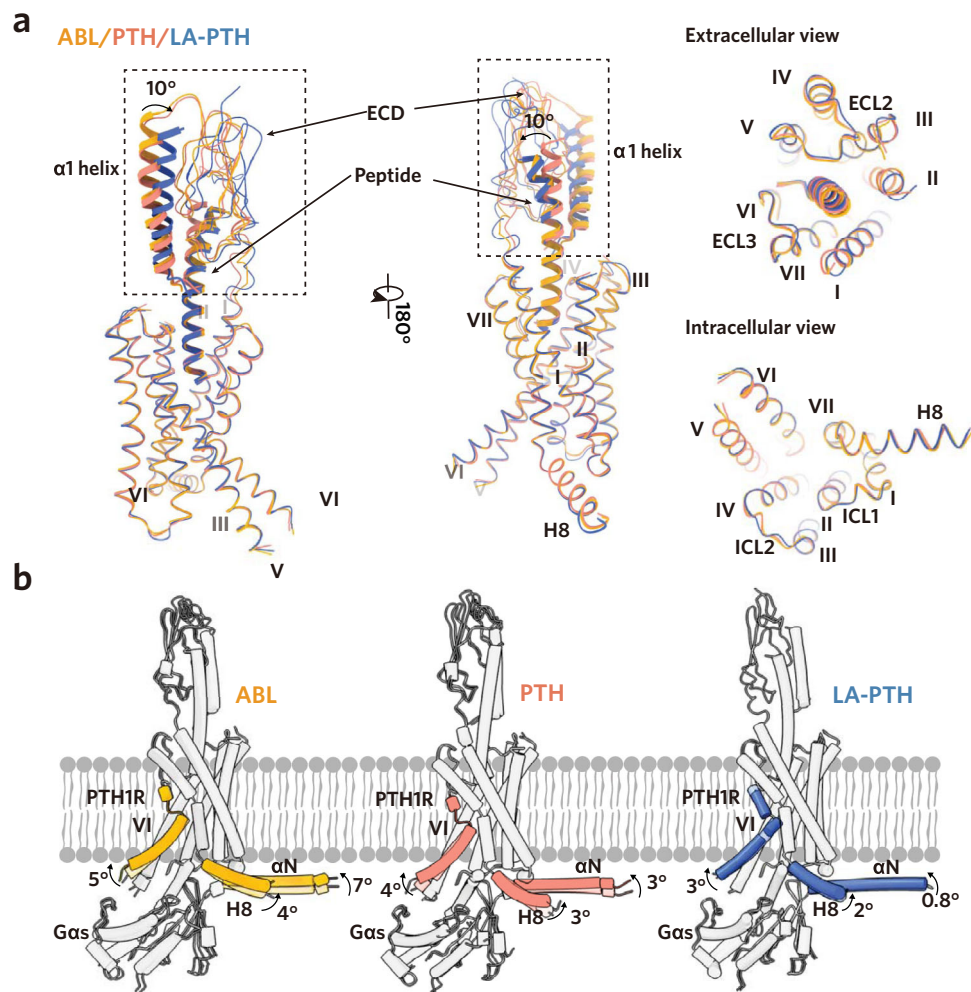 a
ABL/PTH/LA-PTH
10°
ECD
α1 helix
Peptide
II
I
VI
III
VI
V
180°
10°
α1 helix
IV
III
VII
II
I
VI
V
H8
Extracellular view
IV
ECL2
III
V
II
VI
ECL3
VII
I
Intracellular view
VI
VII
H8
V
I
IV
II
ICL1
ICL2
III
b
ABL
PTH1R
VI
αN
5°
7°
H8
4°
Gαs
PTH
PTH1R
VI
αN
4°
3°
H8
3°
Gαs
LA-PTH
PTH1R
VI
αN
3°
0.8°
H8
2°
Gαs